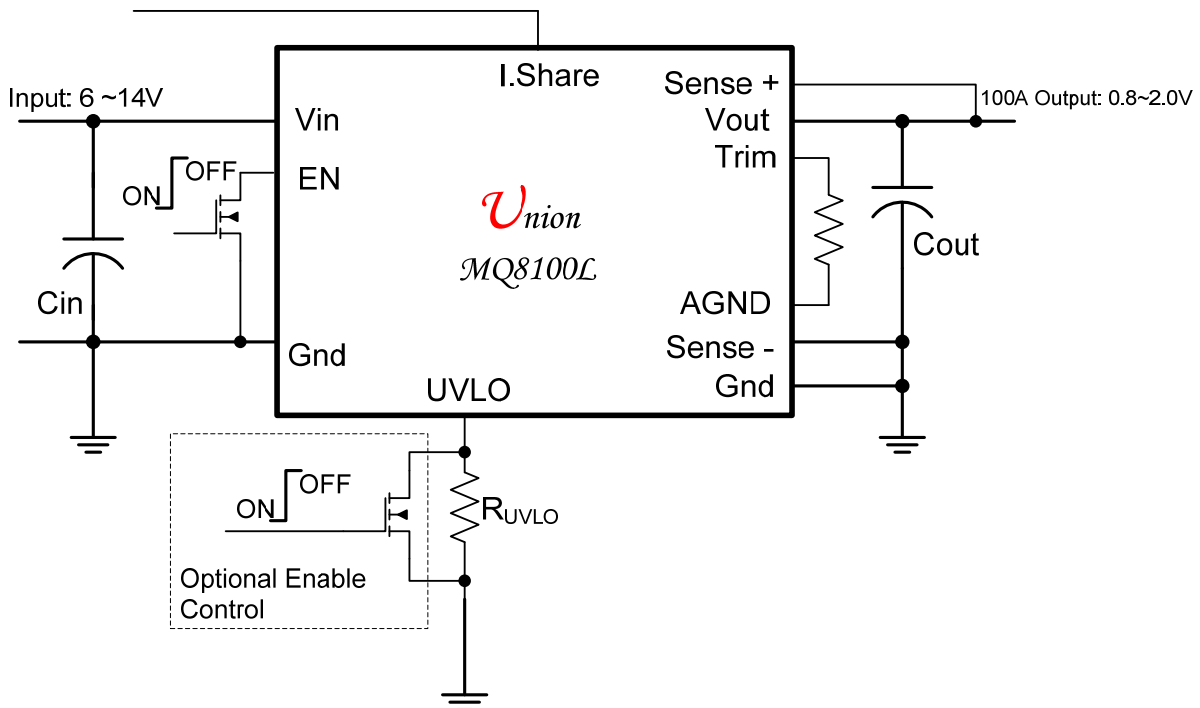 I.Share
Sense +
Input: 6 ~14V
100A Output: 0.8~2.0V
Vin
Vout
Trim
ON OFF
EN
Union
MQ8100L
Cout
Cin
AGND
Gnd
Sense -
Gnd
UVLO
ON OFF
RUVLO
Optional Enable
Control